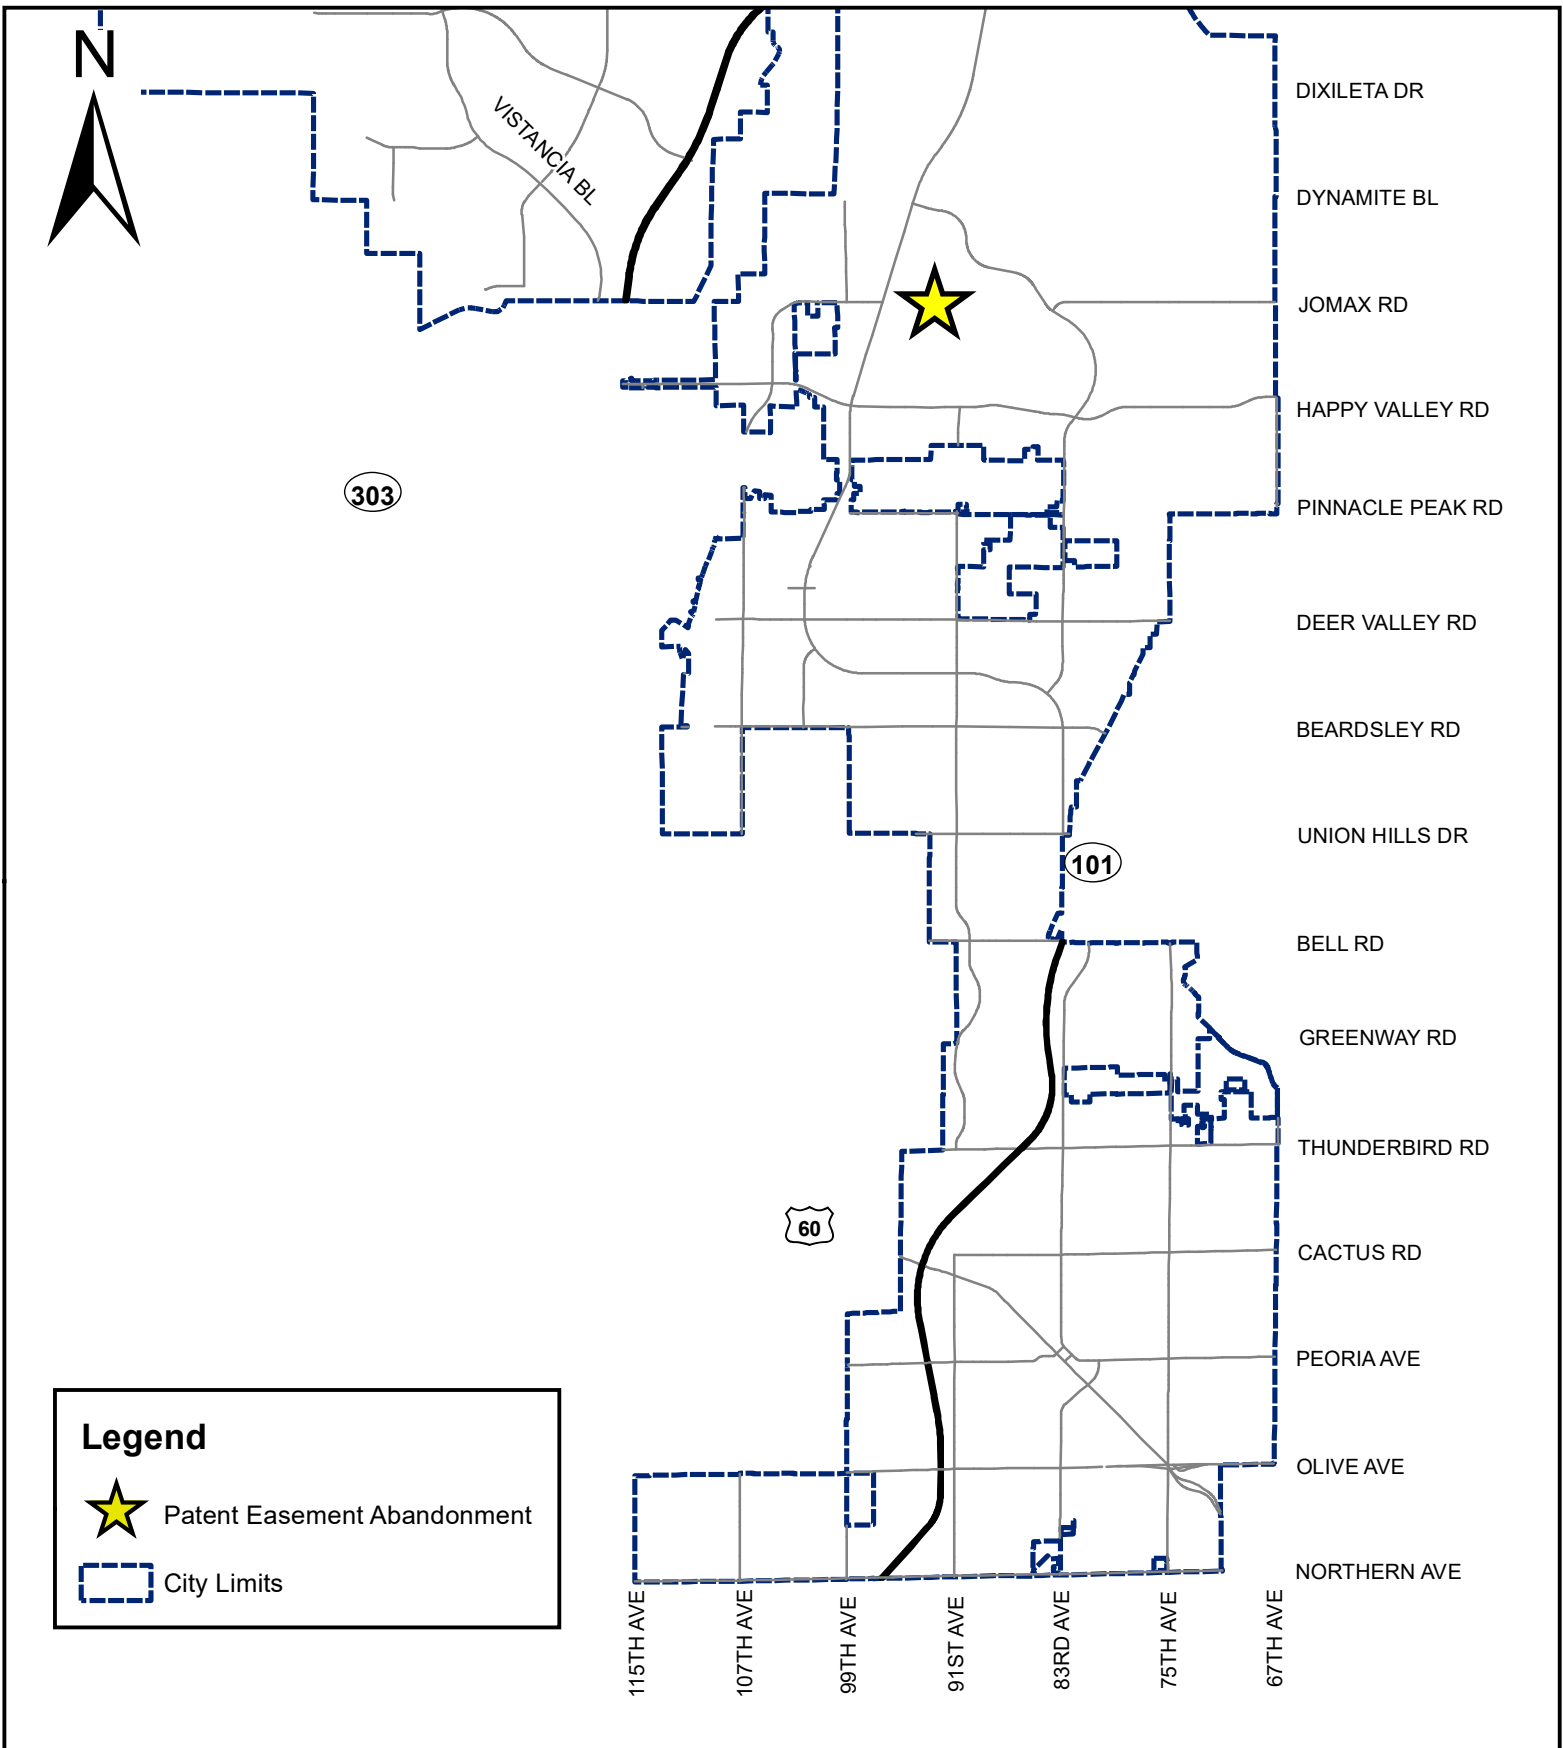 N
VISTANCIA BL
DIXILETA DR
DYNAMITE BL
JOMAX RD
HAPPY VALLEY RD
303
PINNACLE PEAK RD
DEER VALLEY RD
BEARDSLEY RD
UNION HILLS DR
101
BELL RD
GREENWAY RD
THUNDERBIRD RD
60
CACTUS RD
PEORIA AVE
OLIVE AVE
NORTHERN AVE
Legend
Patent Easement Abandonment
City Limits
115TH AVE
107TH AVE
99TH AVE
91ST AVE
83RD AVE
75TH AVE
67TH AVE